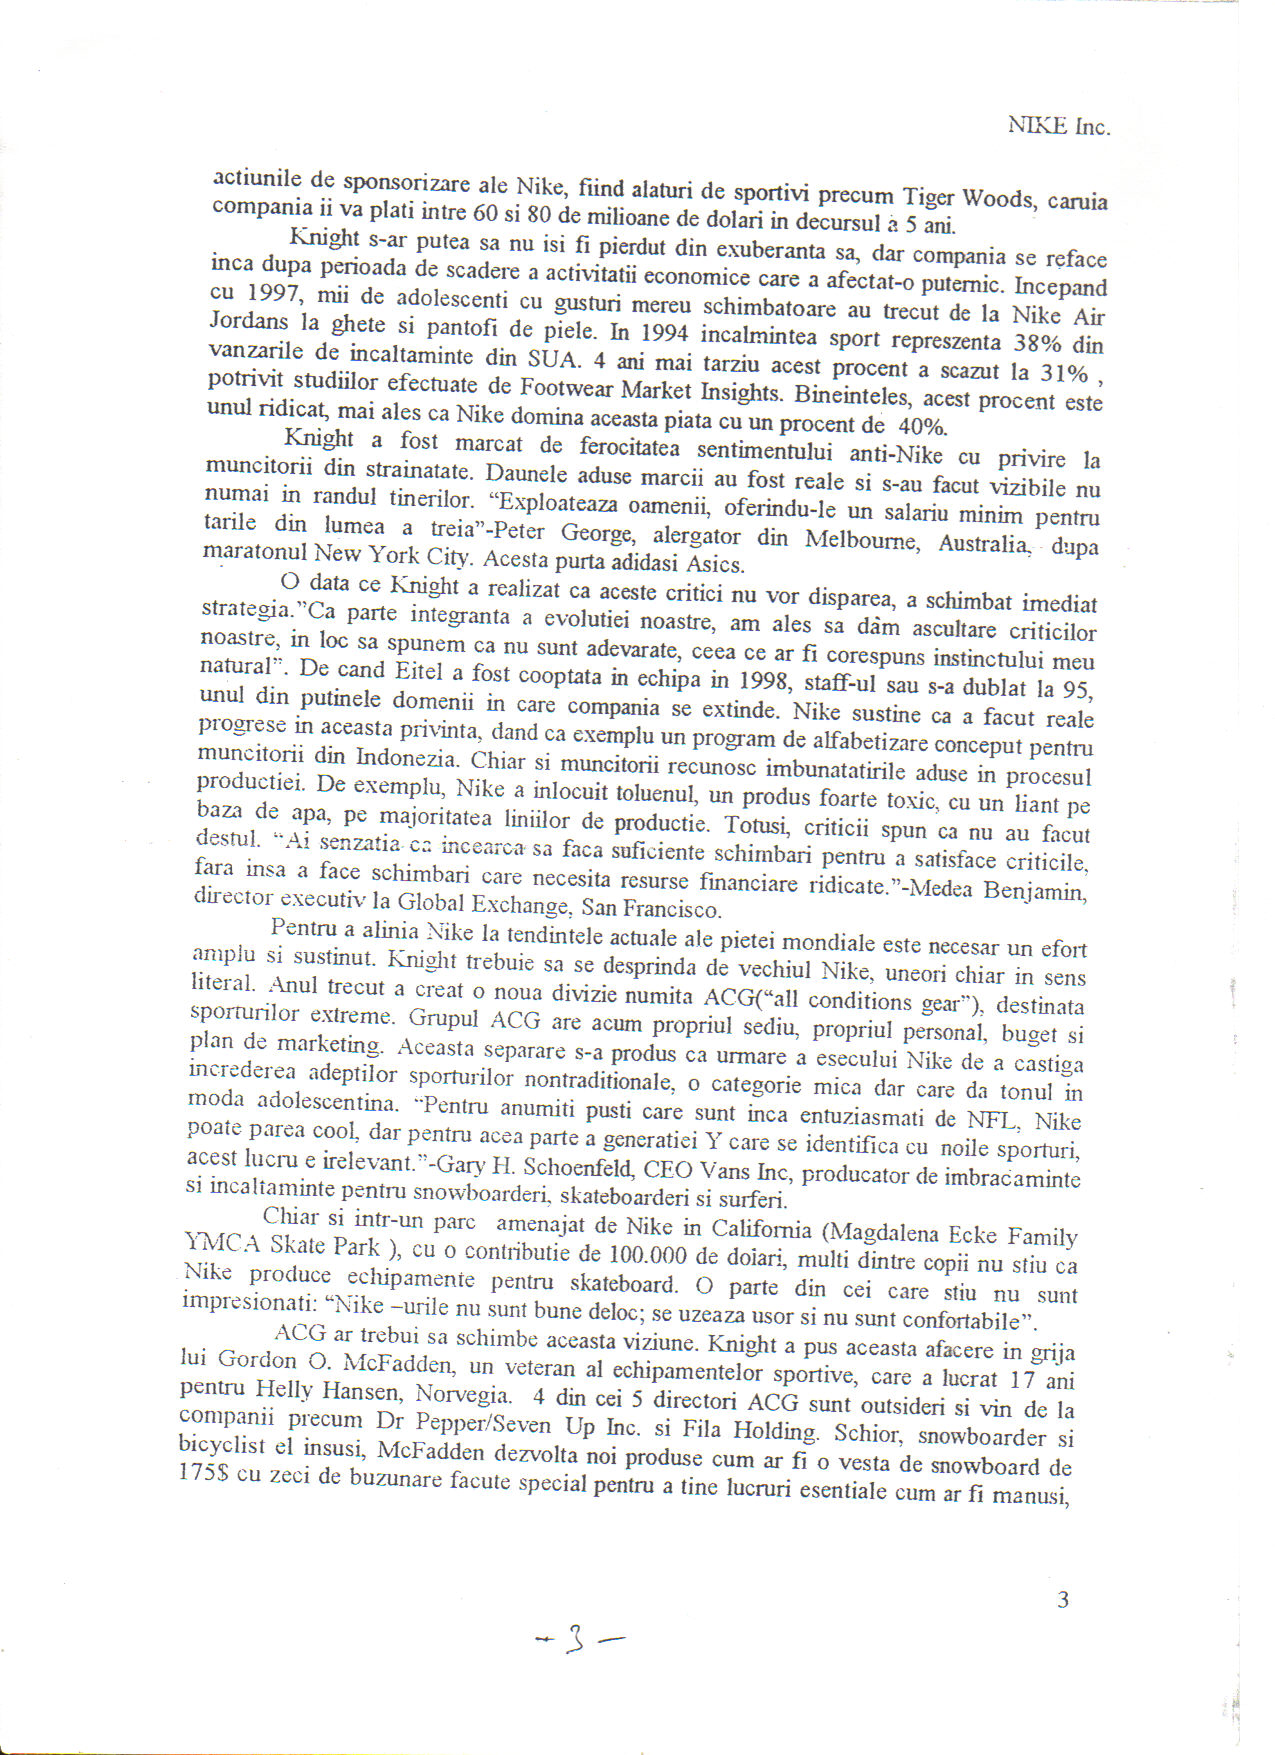 NIKE Inc.
actiunile de sponsorizare ale Nike, fiind alaturi de sportivi precum Tiger Woods, caruia
compania ii va plati intre 60 si 80 de milioane de dolari in decursul a 5 ani.
Knight s-ar putea sa nu isi fi pierdut din exuberanta sa, dar compania se reface
inca dupa perioada de scadere a activitatii economice care a afectat-o puternic. Incepand
cu 1997, mii de adolescenti cu gusturi mereu schimbatoare au trecut de la Nike Air
Jordans la ghete si pantofi de piele. In 1994 incalmintea sport represzenta 38% din
vanzarile de incaltaminte din SUA. 4 ani mai tarziu acest procent a scazut la 31% ,
potrivit studiilor efectuate de Footwear Market Insights. Bineinteles, acest procent este
unul ridicat, mai ales ca Nike domina aceasta piata cu un procent de 40%.
Knight a fost marcat de ferocitatea sentimentului anti-Nike cu privire la
muncitorii din strainatate. Daunele aduse marcii au fost reale si s-au facut vizibile nu
numai in randul tinerilor. “Exploateaza oamenii, oferindu-le un salariu minim pentru
tarile din lumea a treia”-Peter George, alergator din Melbourne, Australia, dupa
maratonul New York City. Acesta purta adidasi Asics.
O data ce Knight a realizat ca aceste critici nu vor disparea, a schimbat imediat
strategia.”Ca parte integranta a evolutiei noastre, am ales sa dam ascultare criticilor
noastre, in loc sa spunem ca nu sunt adevarate, ceea ce ar fi corespuns instinctului meu
natural”. De cand Eitel a fost cooptata in echipa in 1998, staff-ul sau s-a dublat la 95,
unul din putinele domenii in care compania se extinde. Nike sustine ca a facut reale
progrese in aceasta privinta, dand ca exemplu un program de alfabetizare conceput pentru
muncitorii din Indonezia. Chiar si muncitorii recunosc imbunatatirile aduse in procesul
productiei. De exemplu, Nike a inlocuit toluenul, un produs foarte toxic, cu un liant pe
baza de apa, pe majoritatea liniilor de productie. Totusi, criticii spun ca nu au facut
destul. “Ai senzatia ca incearca sa faca suficiente schimbari pentru a satisface criticile,
fara insa a face schimbari care necesita resurse financiare ridicate.”-Medea Benjamin,
director executiv la Global Exchange, San Francisco.
Pentru a alinia Nike la tendintele actuale ale pietei mondiale este necesar un efort
amplu si sustinut. Knight trebuie sa se desprinda de vechiul Nike, uneori chiar in sens
literal. Anul trecut a creat o noua divizie numita ACG(“all conditions gear”), destinata
sporturilor extreme. Grupul ACG are acum propriul sediu, propriul personal, buget si
plan de marketing. Aceasta separare s-a produs ca urmare a esecului Nike de a castiga
increderea adeptilor sporturilor nontraditionale, o categorie mica dar care da tonul in
moda adolescentina. “Pentru anumiti pusti care sunt inca entuziasmati de NFL, Nike
poate parea cool, dar pentru acea parte a generatiei Y care se identifica cu noile sporturi,
acest lucru e irelevant.”-Gary H. Schoenfeld, CEO Vans Inc, producator de imbracaminte
si incaltaminte pentru snowboarderi, skateboarderi si surferi.
Chiar si intr-un parc amenajat de Nike in California (Magdalena Ecke Family
YMCA Skate Park ), cu o contributie de 100.000 de dolari, multi dintre copii nu stiu ca
Nike produce echipamente pentru skateboard. O parte din cei care stiu nu sunt
impresionati: “Nike –urile nu sunt bune deloc; se uzeaza usor si nu sunt confortabile”.
ACG ar trebui sa schimbe aceasta viziune. Knight a pus aceasta afacere in grija
lui Gordon O. McFadden, un veteran al echipamentelor sportive, care a lucrat 17 ani
pentru Helly Hansen, Norvegia. 4 din cei 5 directori ACG sunt outsideri si vin de la
companii precum Dr Pepper/Seven Up Inc. si Fila Holding. Schior, snowboarder si
bicyclist el insusi, McFadden dezvolta noi produse cum ar fi o vesta de snowboard de
175$ cu zeci de buzunare facute special pentru a tine lucruri esentiale cum ar fi manusi,
3
- 3 -